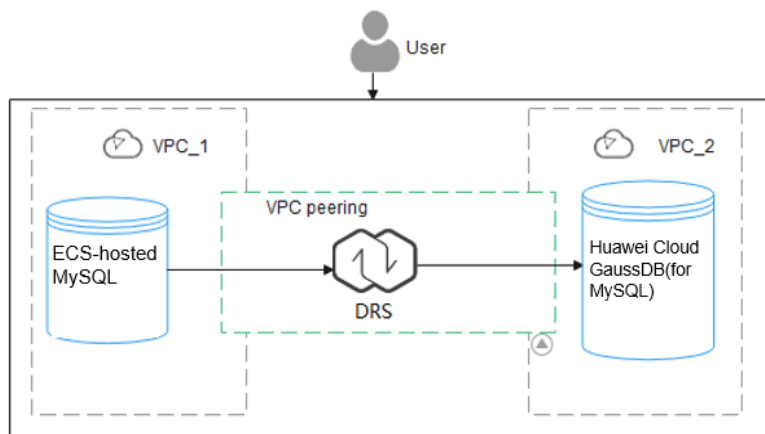 User
VPC_1
VPC_2
VPC peering
ECS-hosted
MySQL
Huawei Cloud
GaussDB(for
MySQL)
DRS